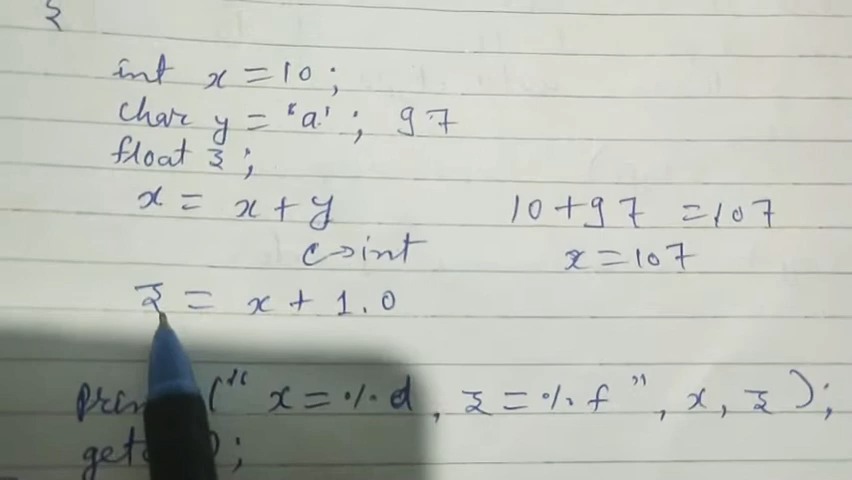 {
int x = 10 ;
char y = 'a' ; 97
float z ;
x = x + y 10 + 97 = 107
c → int x = 107
z = x + 1.0
(" x = % d , z = % f " , x , z ) ;
) ;